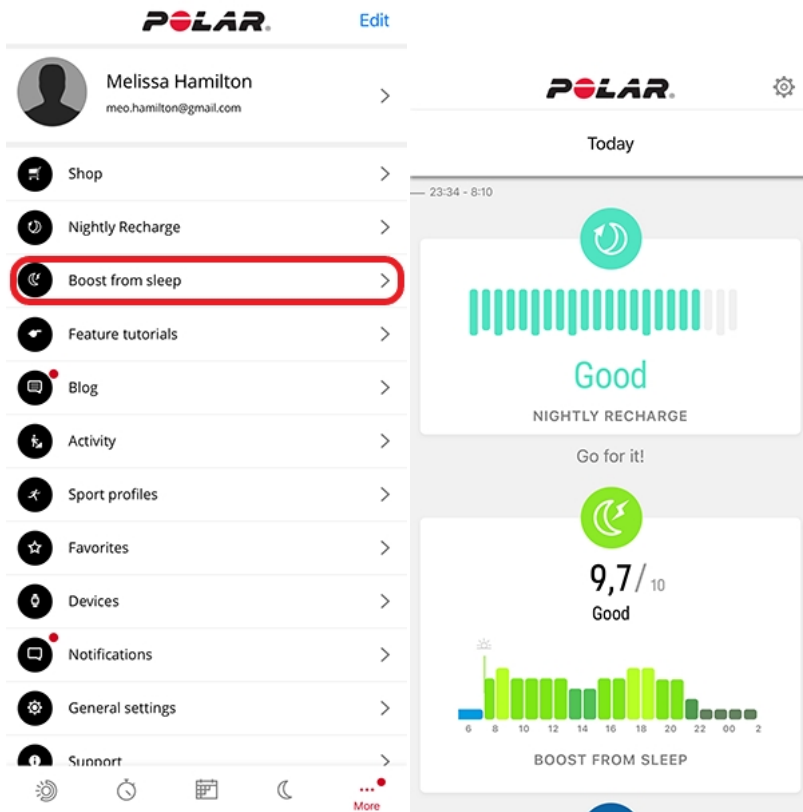 POLAR.
Edit
Melissa Hamilton
meo.hamilton@gmail.com
Shop
Nightly Recharge
Boost from sleep
Feature tutorials
Blog
Activity
Sport profiles
Favorites
Devices
Notifications
General settings
Support
More
POLAR.
Today
23:34 - 8:10
Good
NIGHTLY RECHARGE
Go for it!
9,7/ 10
Good
6 8 10 12 14 16 18 20 22 00 2
BOOST FROM SLEEP